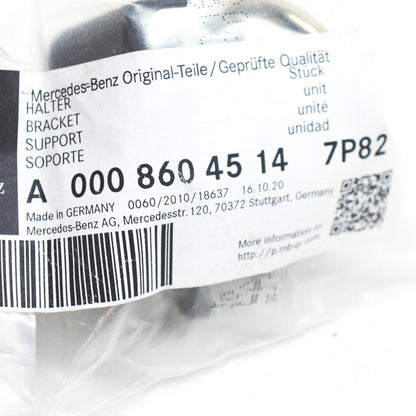 Mercedes-Benz Original-Teile/Geprüfte Qualität
HALTER Stück
BRACKET unit
SUPPORT unité
SOPORTE unidad
A 000 860 45 14 7P82
Made in GERMANY 0060/2010/18637 16.10.20
Mercedes-Benz AG, Mercedesstr.120, 70372 Stuttgart, Germany
More information on